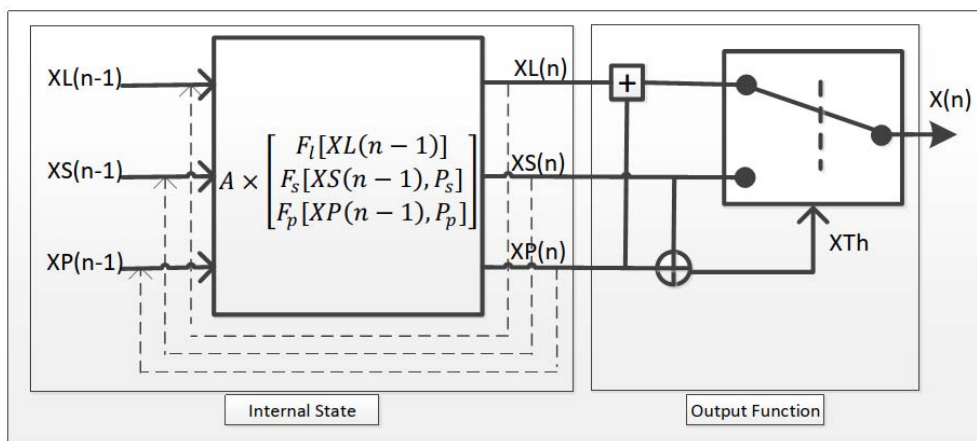 XL(n-1)
XS(n-1)
XP(n-1)
A × [ F_l[XL(n − 1)]
F_s[XS(n − 1), P_s]
F_p[XP(n − 1), P_p] ]
XL(n)
XS(n)
XP(n)
+
X(n)
XTh
Internal State
Output Function